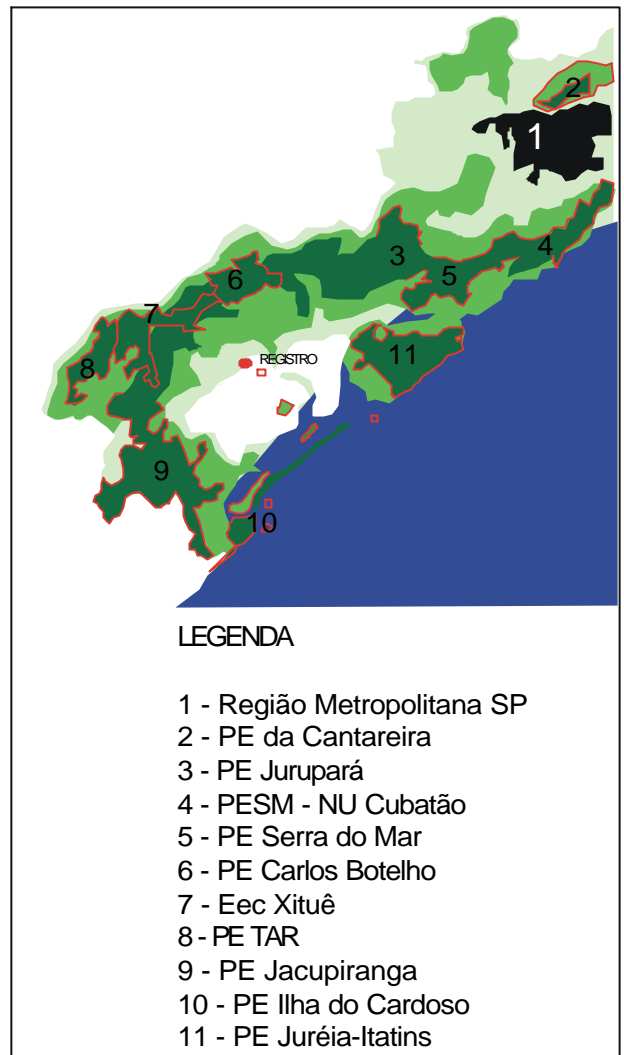 2
1
3
4
5
6
7
8
REGISTRO
11
9
10
LEGENDA
1 - Região Metropolitana SP
2 - PE da Cantareira
3 - PE Jurupará
4 - PESM - NU Cubatão
5 - PE Serra do Mar
6 - PE Carlos Botelho
7 - Eec Xituê
8 - PE TAR
9 - PE Jacupiranga
10 - PE Ilha do Cardoso
11 - PE Juréia-Itatins